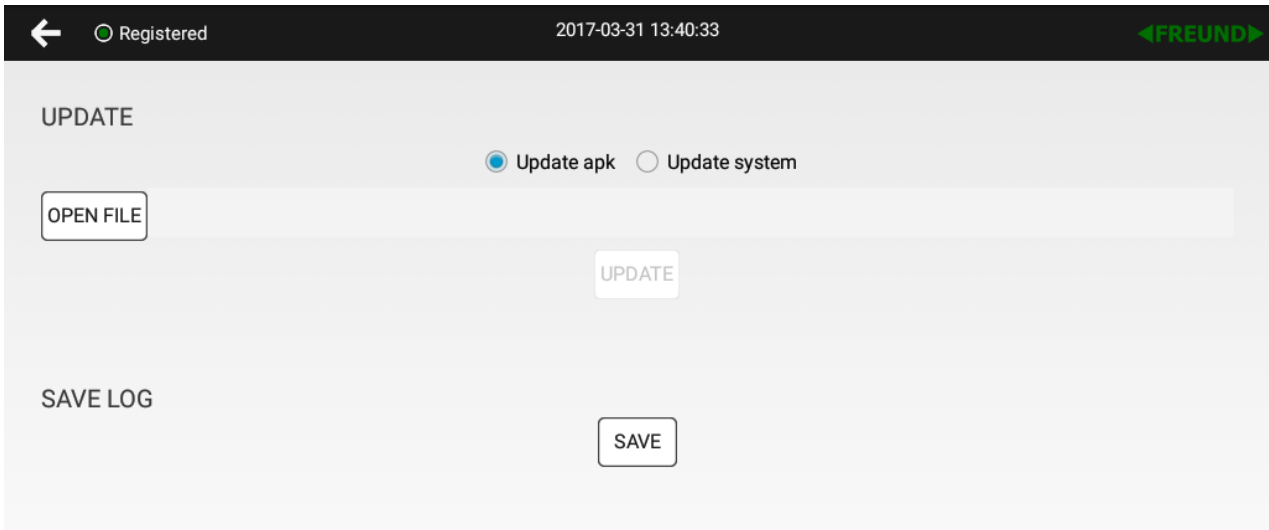 Registered 2017-03-31 13:40:33 FREUND
UPDATE
Update apk Update system
OPEN FILE
UPDATE
SAVE LOG
SAVE